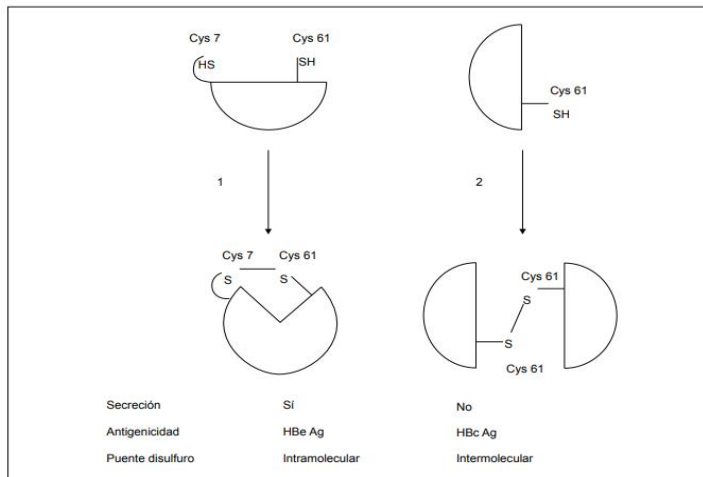 Cys 7 Cys 61
HS SH
Cys 61
SH
1 2
Cys 7 Cys 61
S S
Cys 61
S
S
Cys 61
Secreción Sí No
Antigenicidad HBe Ag HBc Ag
Puente disulfuro Intramolecular Intermolecular